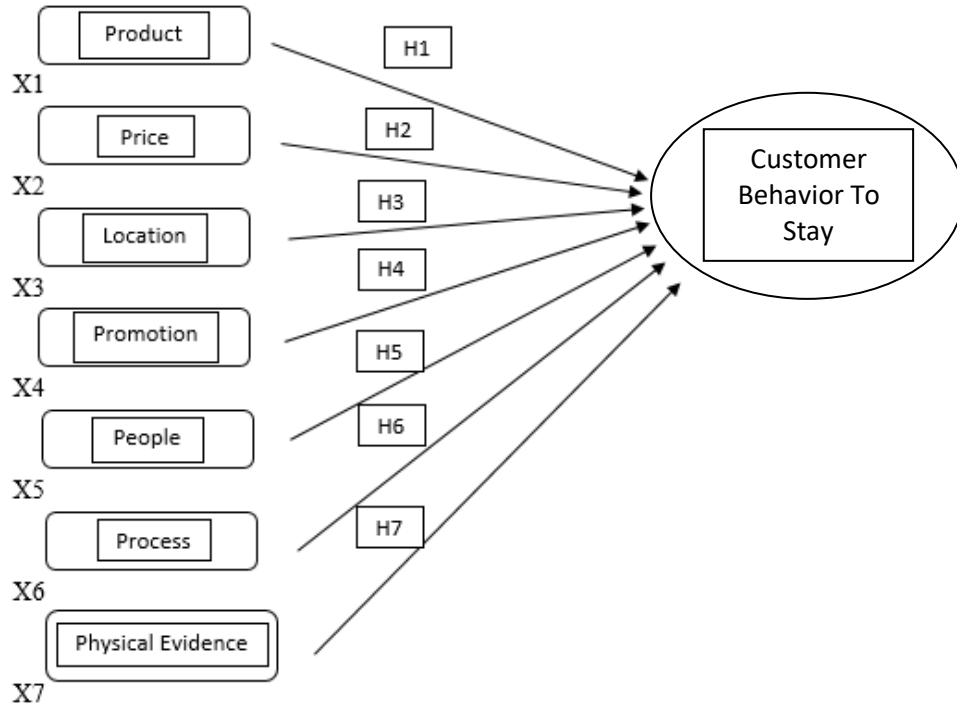 Product
H1
X1
Price
H2
X2
Location
H3
X3
H4
Promotion
X4
H5
People
H6
X5
Process
H7
X6
Physical Evidence
X7
Customer
Behavior To
Stay